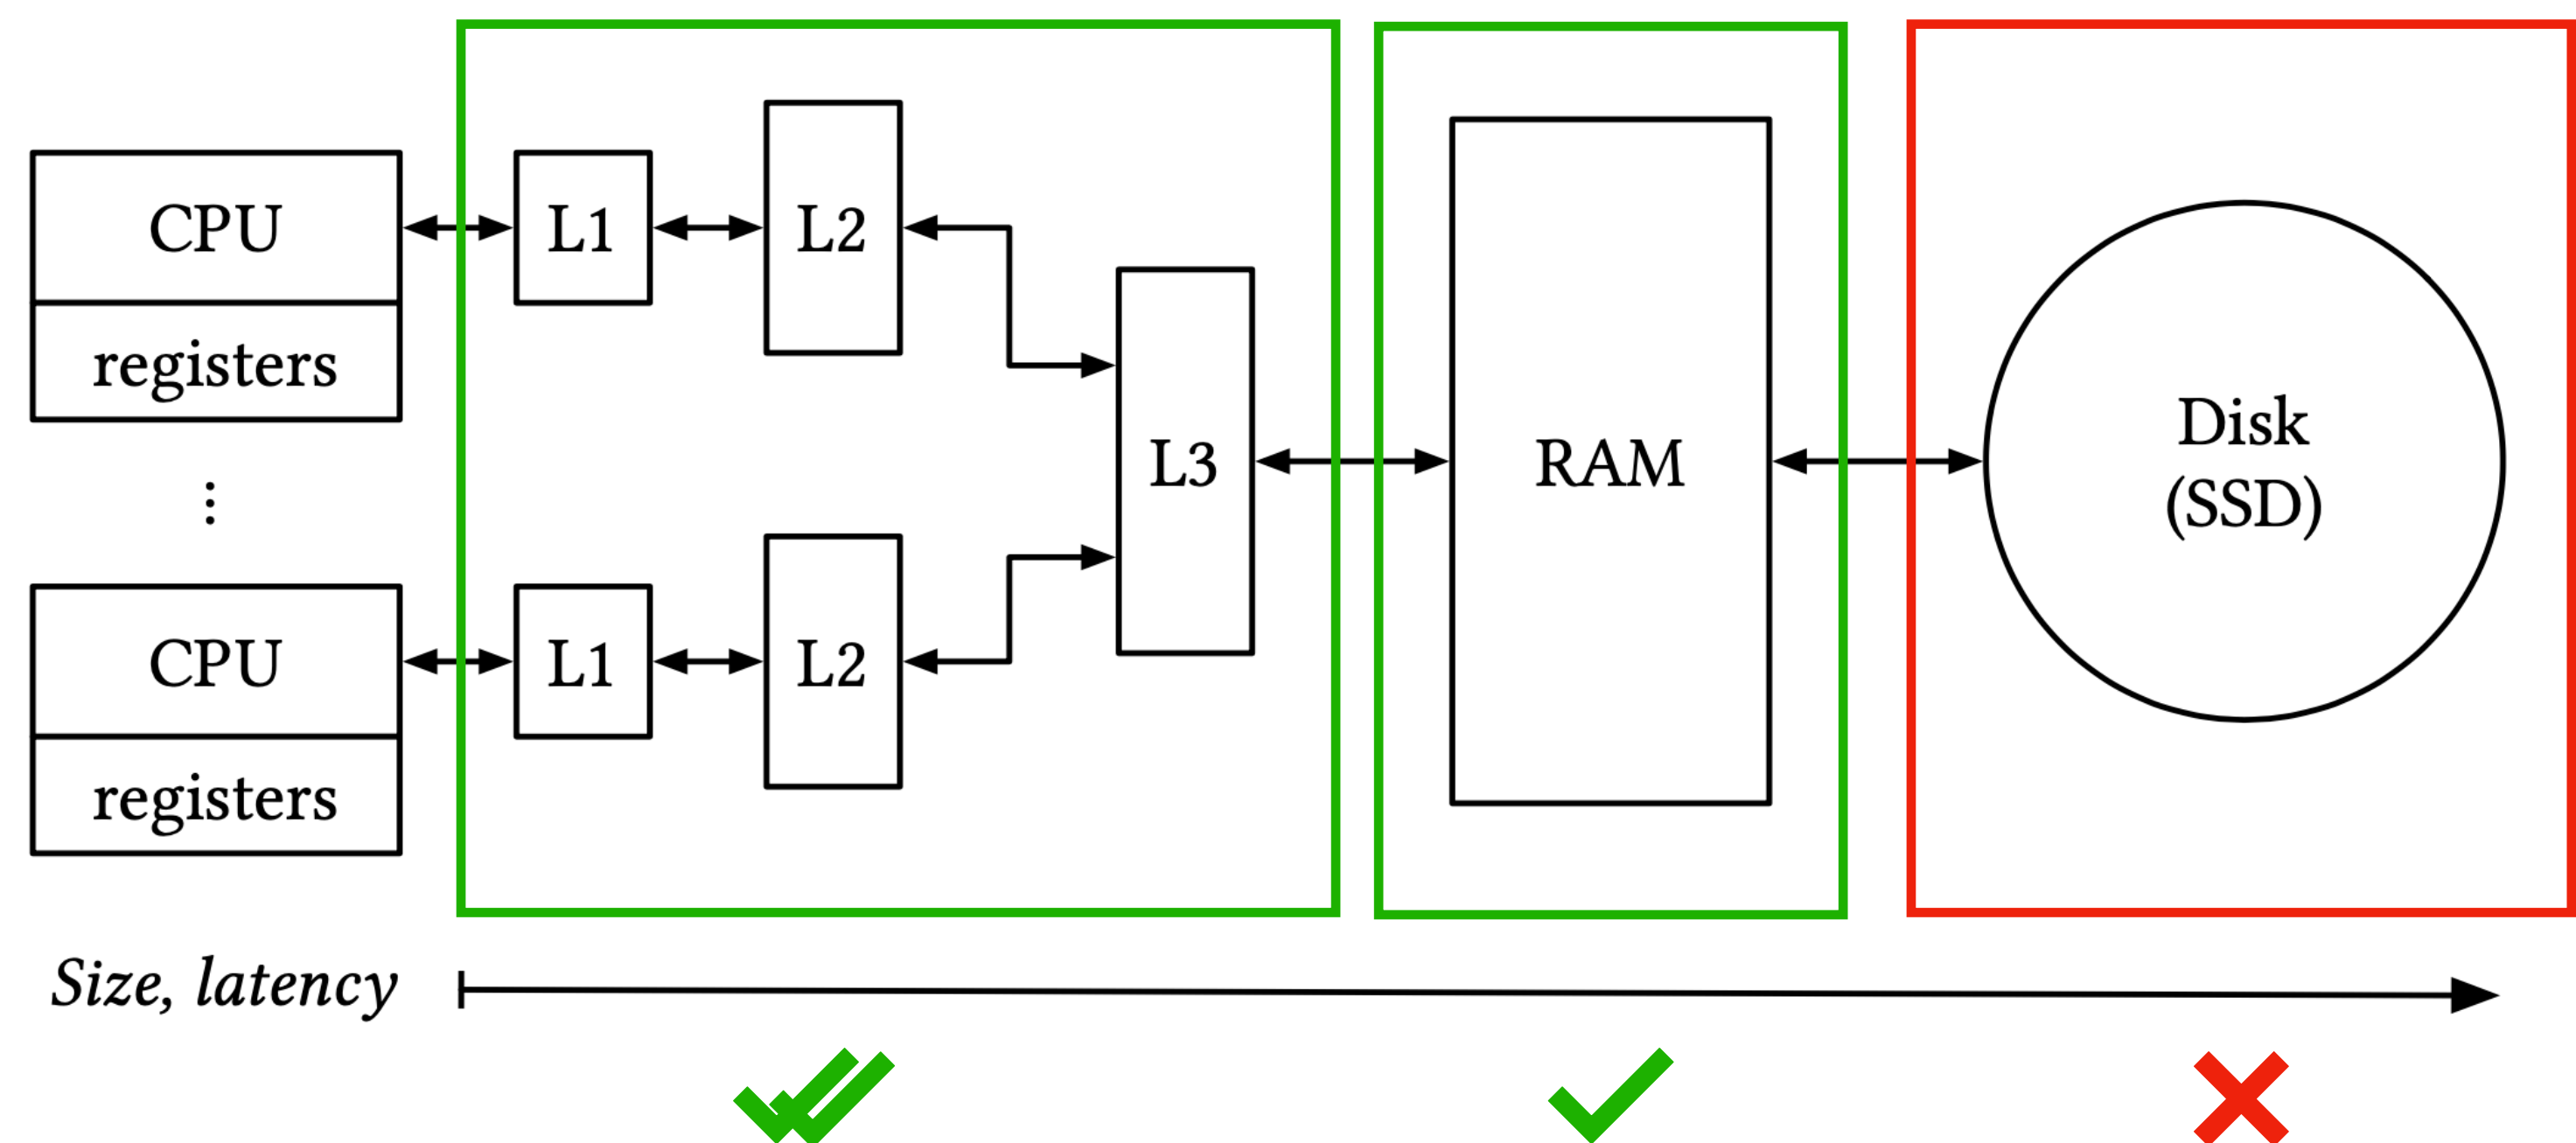 CPU
registers
L1
L2
L3
RAM
Disk
(SSD)
CPU
registers
L1
L2
Size, latency